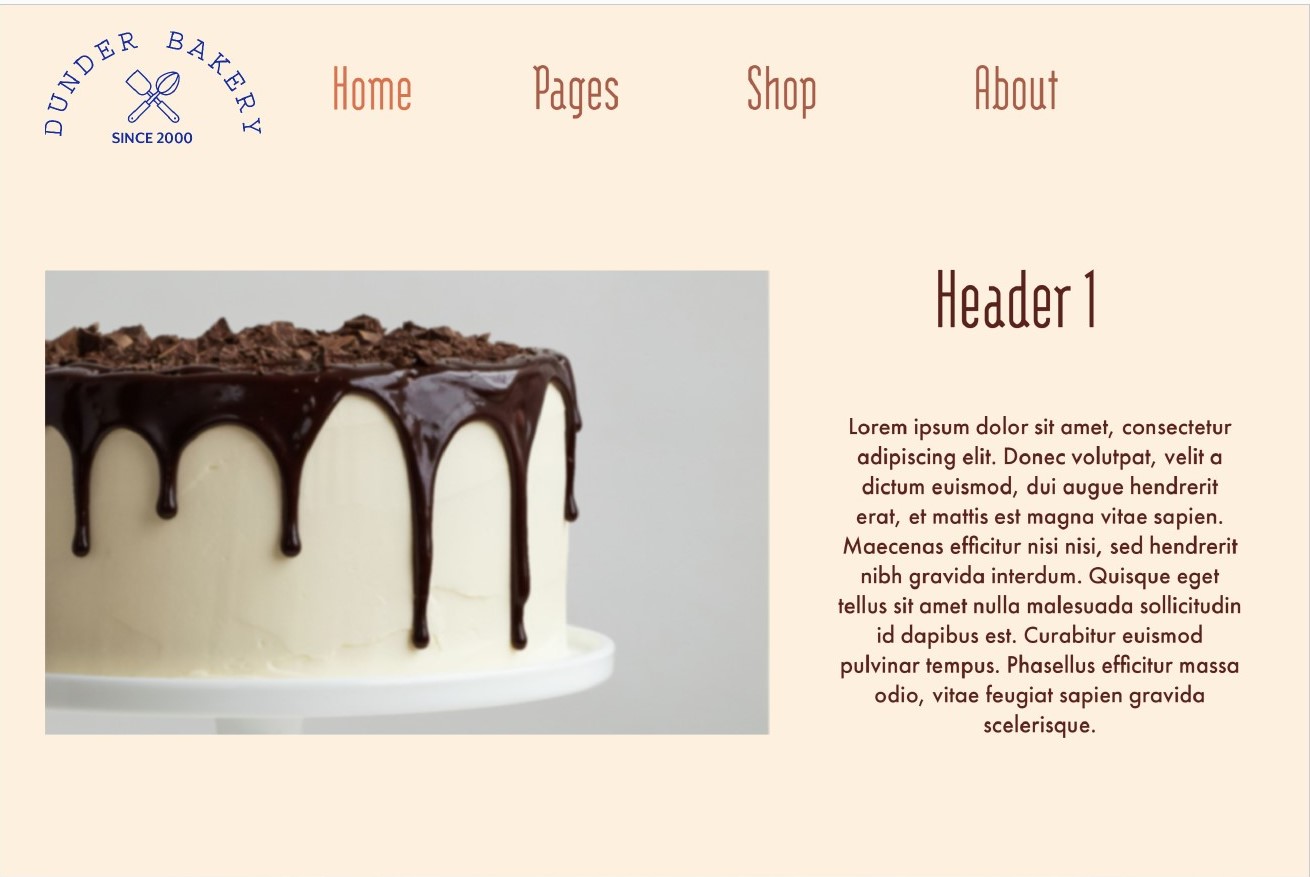 DUNDER BAKERY
SINCE 2000
Home Pages Shop About
Header 1
Lorem ipsum dolor sit amet, consectetur
adipiscing elit. Donec volutpat, velit a
dictum euismod, dui augue hendrerit
erat, et mattis est magna vitae sapien.
Maecenas efficitur nisi nisi, sed hendrerit
nibh gravida interdum. Quisque eget
tellus sit amet nulla malesuada sollicitudin
id dapibus est. Curabitur euismod
pulvinar tempus. Phasellus efficitur massa
odio, vitae feugiat sapien gravida
scelerisque.